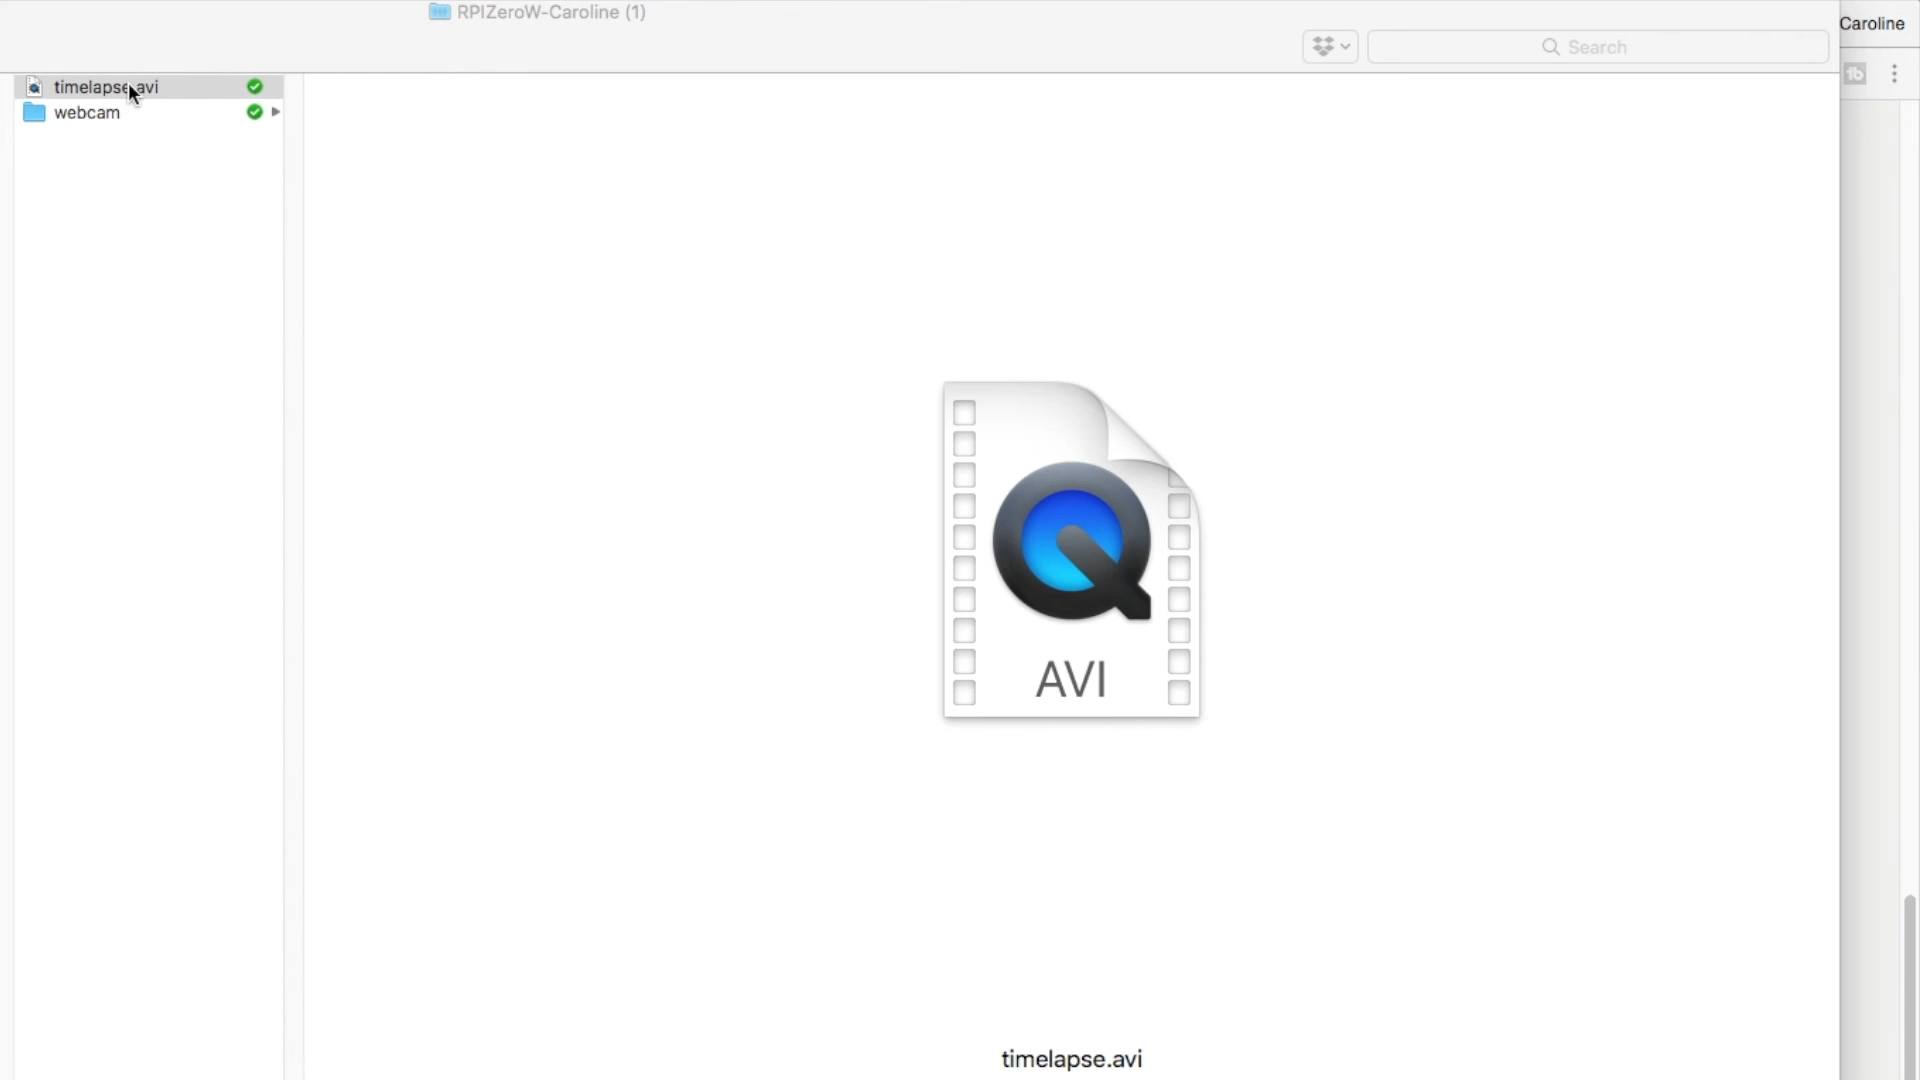 RPIZeroW-Caroline (1)
Caroline
Search
timelapse.avi
webcam
AVI
timelapse.avi